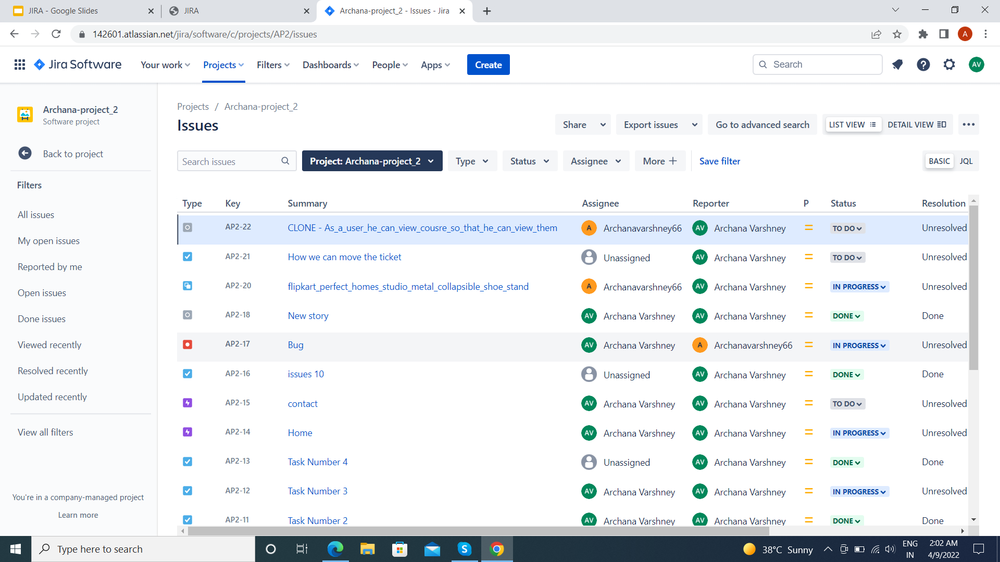 JIRA - Google Slides
JIRA
Archana-project_2 - Issues - Jira
142601.atlassian.net/jira/software/c/projects/AP2/issues
A
Jira Software
Your work
Projects
Filters
Dashboards
People
Apps
Create
Search
AV
Archana-project_2
Software project
Back to project
Filters
All issues
My open issues
Reported by me
Open issues
Done issues
Viewed recently
Resolved recently
Updated recently
View all filters
You're in a company-managed project
Learn more
Projects / Archana-project_2
Issues
Share
Export issues
Go to advanced search
LIST VIEW
DETAIL VIEW
Search issues
Project: Archana-project_2
Type
Status
Assignee
More
Save filter
BASIC
JQL
Type Key Summary Assignee Reporter P Status Resolution
AP2-22 CLONE - As_a_user_he_can_view_cousre_so_that_he_can_view_them A Archanavarshney66 AV Archana Varshney TO DO Unresolved
AP2-21 How we can move the ticket Unassigned AV Archana Varshney TO DO Unresolved
AP2-20 flipkart_perfect_homes_studio_metal_collapsible_shoe_stand A Archanavarshney66 AV Archana Varshney IN PROGRESS Unresolved
AP2-18 New story AV Archana Varshney AV Archana Varshney DONE Done
AP2-17 Bug AV Archana Varshney A Archanavarshney66 IN PROGRESS Unresolved
AP2-16 issues 10 Unassigned AV Archana Varshney DONE Done
AP2-15 contact AV Archana Varshney AV Archana Varshney TO DO Unresolved
AP2-14 Home AV Archana Varshney AV Archana Varshney IN PROGRESS Unresolved
AP2-13 Task Number 4 Unassigned AV Archana Varshney DONE Done
AP2-12 Task Number 3 AV Archana Varshney AV Archana Varshney IN PROGRESS Unresolved
AP2-11 Task Number 2 AV Archana Varshney AV Archana Varshney DONE Done
Type here to search
S
38°C Sunny
ENG
IN
2:02 AM
4/9/2022